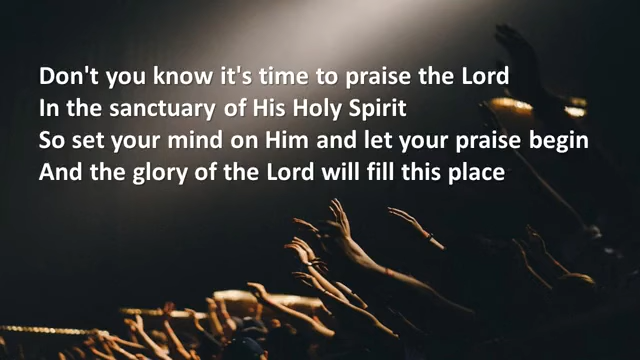 Don't you know it's time to praise the Lord
In the sanctuary of His Holy Spirit
So set your mind on Him and let your praise begin
And the glory of the Lord will fill this place